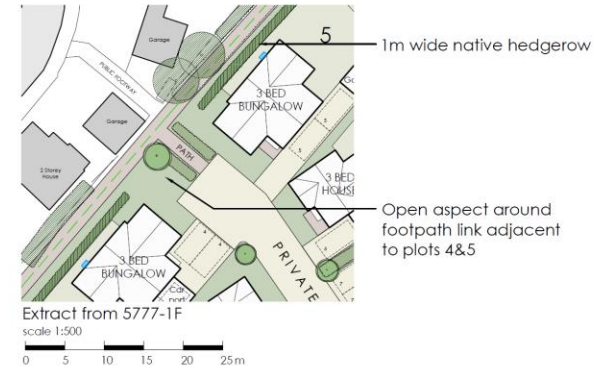 Garage
5
1m wide native hedgerow
PUBLIC FOOTWAY
3 BED
BUNGALOW
Garage
2 Storey
House
PATH
3 BED
HOUSE
Open aspect around
footpath link adjacent
to plots 4&5
3 BED
BUNGALOW
PRIVATE
Car
port
Extract from 5777-1F
scale 1:500
0 5 10 15 20 25m